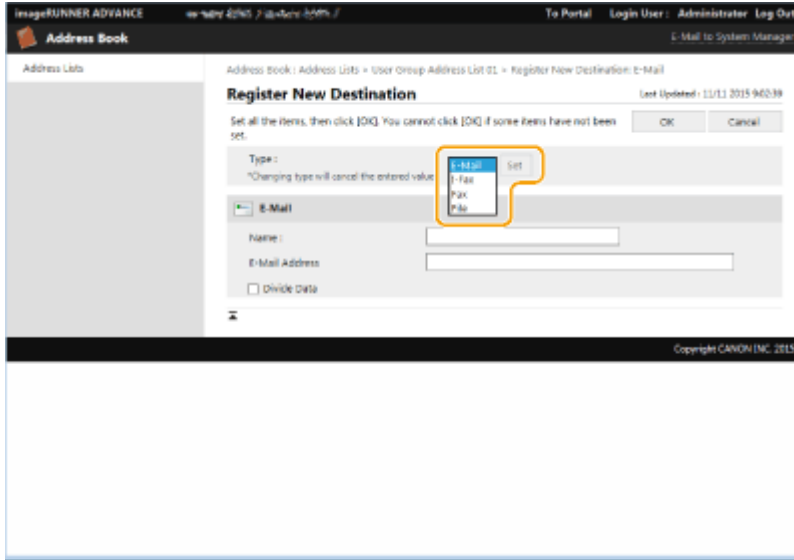 imageRUNNER ADVANCE
To Portal Login User : Administrator Log Out
Address Book
E-Mail to System Manager
Address Lists
Address Book : Address Lists > User Group Address List 01 > Register New Destination: E-Mail
Register New Destination
Last Updated : 11/11 2015 9:02:39
Set all the items, then click [OK]. You cannot click [OK] if some items have not been set.
OK
Cancel
Type :
*Changing type will cancel the entered value
E-Mail
I-Fax
Fax
File
Set
E-Mail
Name :
E-Mail Address
Divide Data
Copyright CANON INC. 2015